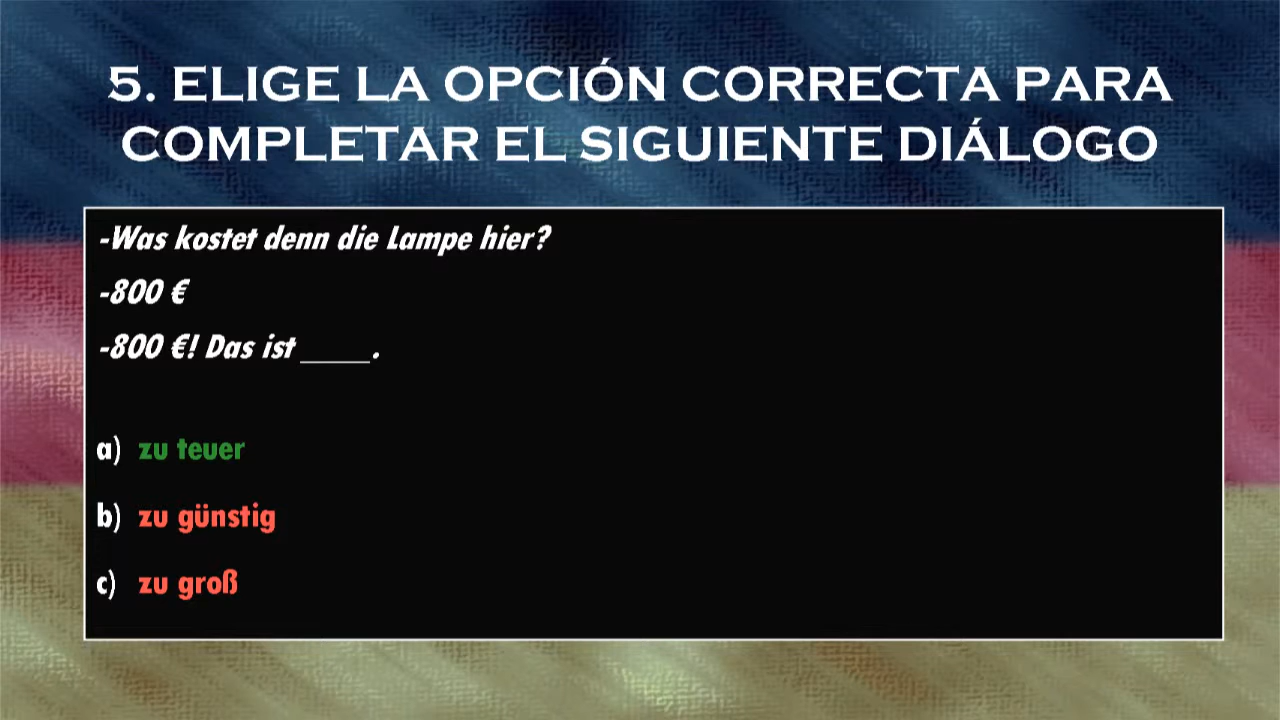 5. ELIGE LA OPCIÓN CORRECTA PARA
COMPLETAR EL SIGUIENTE DIÁLOGO
-Was kostet denn die Lampe hier?
-800 €
-800 €! Das ist ____.
a) zu teuer
b) zu günstig
c) zu groß